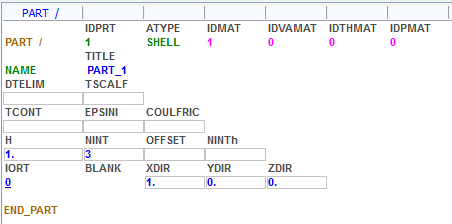 PART /
IDPRT ATYPE IDMAT IDVAMAT IDTHMAT IDPMAT
PART / 1 SHELL 1 0 0 0
TITLE
NAME PART_1
DTELIM TSCALF
TCONT EPSINI COULFRIC
H NINT OFFSET NINTh
1. 3
IORT BLANK XDIR YDIR ZDIR
0 1. 0. 0.
END_PART